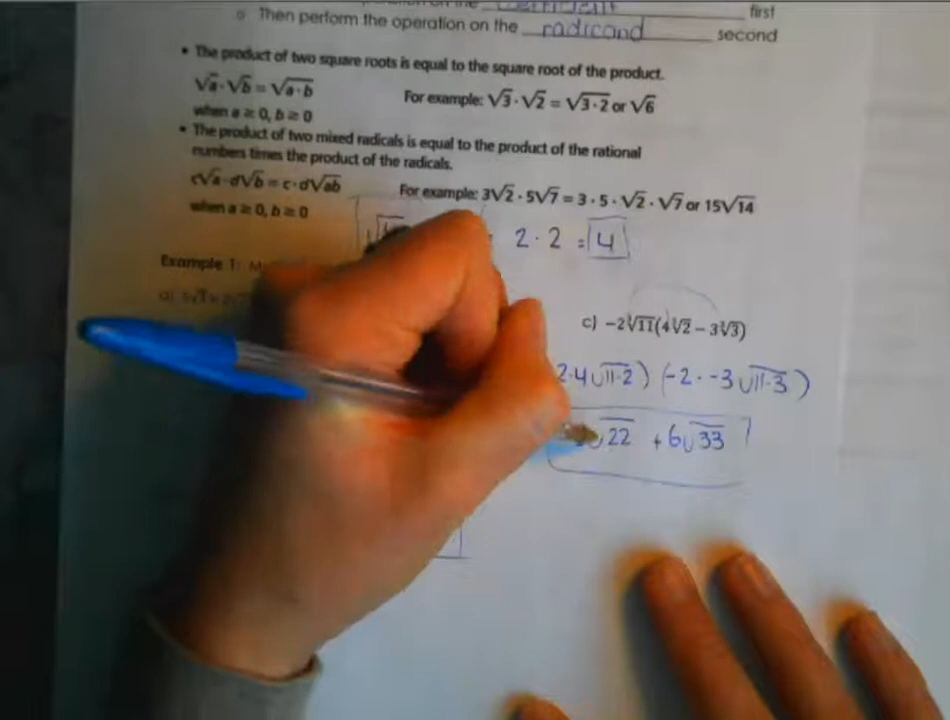 coefficient first
○ Then perform the operation on the radicand second
• The product of two square roots is equal to the square root of the product.
√a · √b = √a·b For example: √3 · √2 = √3·2 or √6
when a ≥ 0, b ≥ 0
• The product of two mixed radicals is equal to the product of the rational
numbers times the product of the radicals.
c√a · d√b = c · d√ab For example: 3√2 · 5√7 = 3 · 5 · √2 · √7 or 15√14
when a ≥ 0, b ≥ 0
2 · 2 = 4
Example 1:
a)
c) −2∛11(4∛2 − 3∛3)
2·4√11·2 ) (−2 · −3√11·3 )
√22 + 6√33